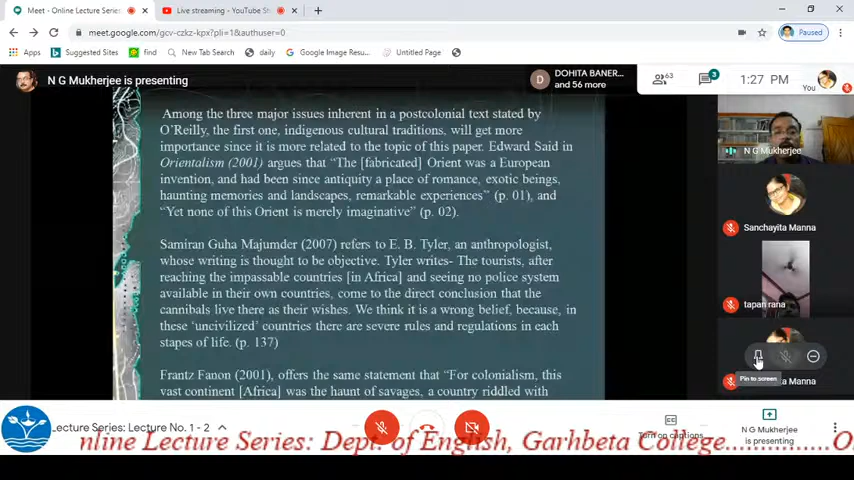 Meet - Online Lecture Series:
Live streaming - YouTube St
meet.google.com/gcv-czkz-kpx?pli=1&authuser=0
Paused
Apps
Suggested Sites
find
New Tab Search
daily
Google Image Resu...
Untitled Page
N G Mukherjee is presenting
D
DOHITA BANER...
and 56 more
63
3
1:27 PM
You
Among the three major issues inherent in a postcolonial text stated by
O'Reilly, the first one, indigenous cultural traditions, will get more
importance since it is more related to the topic of this paper. Edward Said in
Orientalism (2001) argues that "The [fabricated] Orient was a European
invention, and had been since antiquity a place of romance, exotic beings,
haunting memories and landscapes, remarkable experiences" (p. 01), and
"Yet none of this Orient is merely imaginative" (p. 02).
Samiran Guha Majumder (2007) refers to E. B. Tyler, an anthropologist,
whose writing is thought to be objective. Tyler writes- The tourists, after
reaching the impassable countries [in Africa] and seeing no police system
available in their own countries, come to the direct conclusion that the
cannibals live there as their wishes. We think it is a wrong belief, because, in
these 'uncivilized' countries there are severe rules and regulations in each
stapes of life. (p. 137)
Frantz Fanon (2001), offers the same statement that "For colonialism, this
vast continent [Africa] was the haunt of savages, a country riddled with
N G Mukherjee
Sanchayita Manna
tapan rana
Pin to screen
ta Manna
Lecture Series: Lecture No. 1 - 2
Turn on captions
N G Mukherjee
is presenting
nline Lecture Series: Dept. of English, Garhbeta College.............O